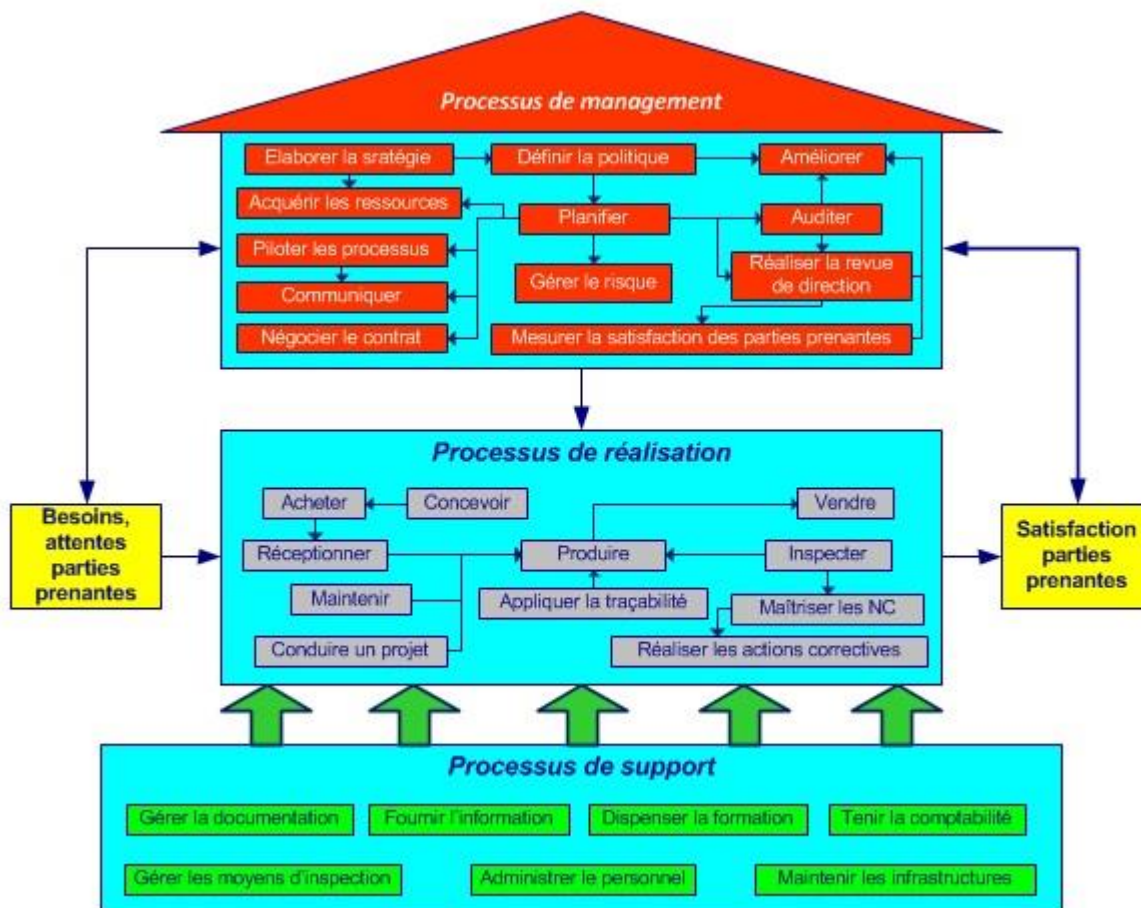 Processus de management
Elaborer la sratégie
Définir la politique
Améliorer
Acquérir les ressources
Planifier
Auditer
Piloter les processus
Gérer le risque
Réaliser la revue
de direction
Communiquer
Négocier le contrat
Mesurer la satisfaction des parties prenantes
Processus de réalisation
Acheter
Concevoir
Vendre
Réceptionner
Produire
Inspecter
Maintenir
Appliquer la traçabilité
Maîtriser les NC
Conduire un projet
Réaliser les actions correctives
Besoins,
attentes
parties
prenantes
Satisfaction
parties
prenantes
Processus de support
Gérer la documentation
Fournir l'information
Dispenser la formation
Tenir la comptabilité
Gérer les moyens d'inspection
Administrer le personnel
Maintenir les infrastructures